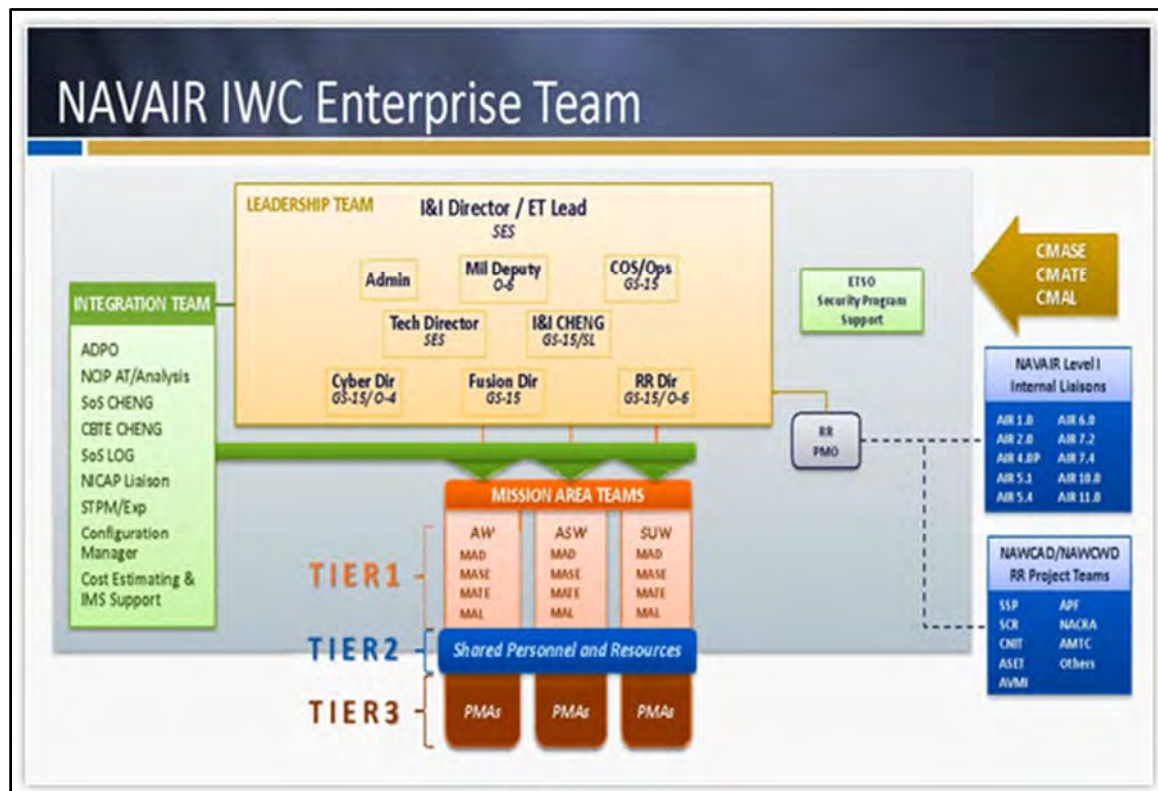 NAVAIR IWC Enterprise Team
LEADERSHIP TEAM
I&I Director / ET Lead
SES
Admin
Mil Deputy
O-6
COS/Ops
GS-15
Tech Director
SES
I&I CHENG
GS-15/SL
Cyber Dir
GS-15/O-4
Fusion Dir
GS-15
RR Dir
GS-15/O-6
INTEGRATION TEAM
ADPO
NCIP AT/Analysis
SoS CHENG
CBTE CHENG
SoS LOG
NICAP Liaison
STPM/Exp
Configuration
Manager
Cost Estimating &
IMS Support
ETSO
Security Program
Support
CMASE
CMATE
CMAL
RR
PMO
NAVAIR Level I
Internal Liaisons
AIR 1.0 AIR 6.0
AIR 2.0 AIR 7.2
AIR 4.0P AIR 7.4
AIR 5.1 AIR 10.0
AIR 5.4 AIR 11.0
NAWCAD/NAWCWD
RR Project Teams
SSP APF
SCR NACRA
CNIT AMTC
ASET Others
AVMI
MISSION AREA TEAMS
TIER1
AW ASW SUW
MAD MAD MAD
MASE MASE MASE
MATE MATE MATE
MAL MAL MAL
TIER2
Shared Personnel and Resources
TIER3
PMAs PMAs PMAs